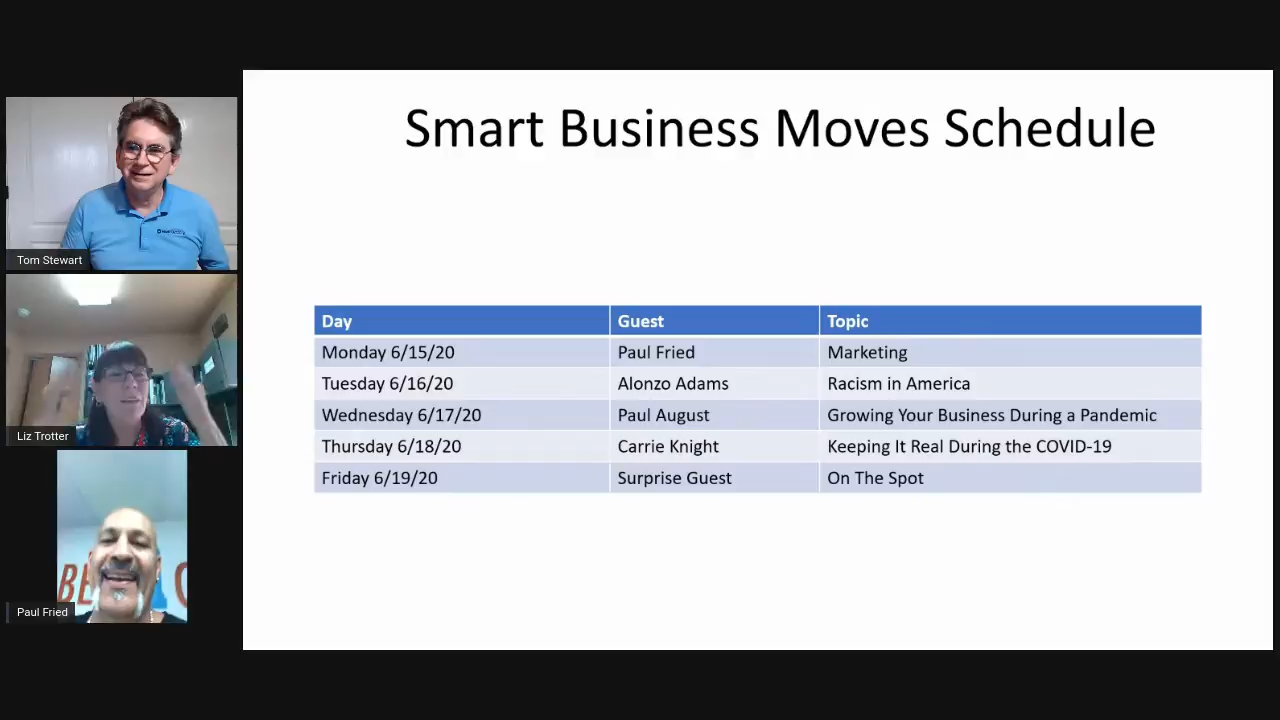 Smart Business Moves Schedule
Day Guest Topic
Monday 6/15/20 Paul Fried Marketing
Tuesday 6/16/20 Alonzo Adams Racism in America
Wednesday 6/17/20 Paul August Growing Your Business During a Pandemic
Thursday 6/18/20 Carrie Knight Keeping It Real During the COVID-19
Friday 6/19/20 Surprise Guest On The Spot
Tom Stewart
Liz Trotter
Paul Fried